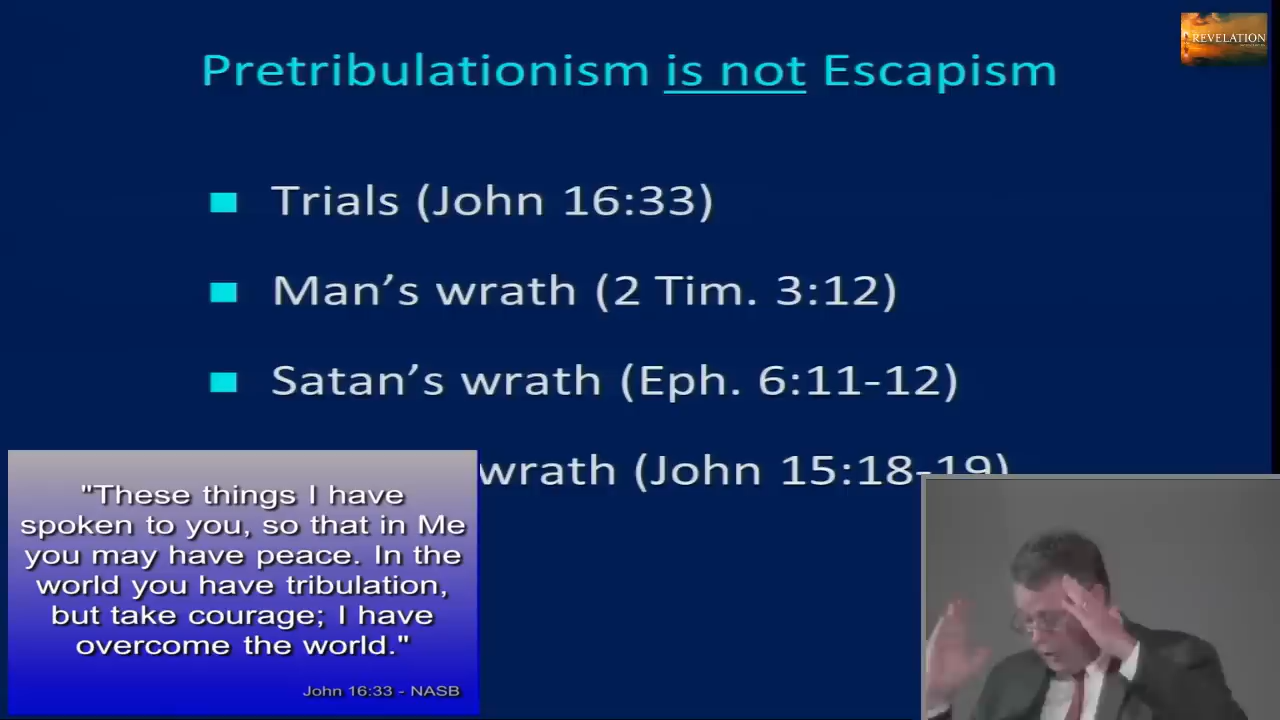 REVELATION
Pretribulationism is not Escapism
Trials (John 16:33)
Man's wrath (2 Tim. 3:12)
Satan's wrath (Eph. 6:11-12)
wrath (John 15:18-19)
"These things I have
spoken to you, so that in Me
you may have peace. In the
world you have tribulation,
but take courage; I have
overcome the world."
John 16:33 - NASB